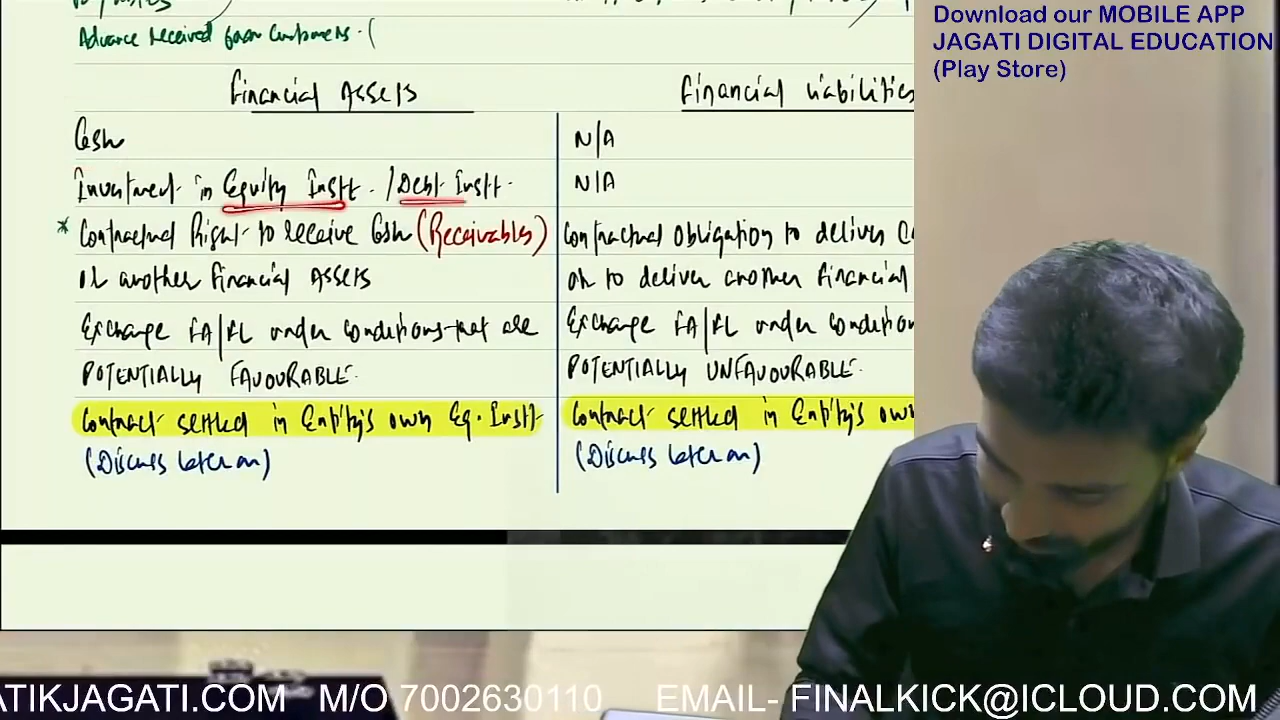 Download our MOBILE APP
JAGATI DIGITAL EDUCATION
(Play Store)
Advance received from Customers. (
Financial Assets
Financial Liabilities
Cash
N/A
Investment in Equity Instt. / Debt Instt.
N/A
* Contractual Right to receive Cash (Receivables)
or another Financial Assets
Contractual obligation to deliver
or to deliver another Financial
Exchange FA/FL under conditions that are
POTENTIALLY FAVOURABLE.
Exchange FA/FL under
POTENTIALLY UNFAVOURABLE.
Contract settled in Entity's own Eq. Instt
(Discuss later on)
Contract settled in Entity's own
(Discuss later on)
ATIKJAGATI.COM M/O 7002630110 EMAIL- FINALKICK@ICLOUD.COM